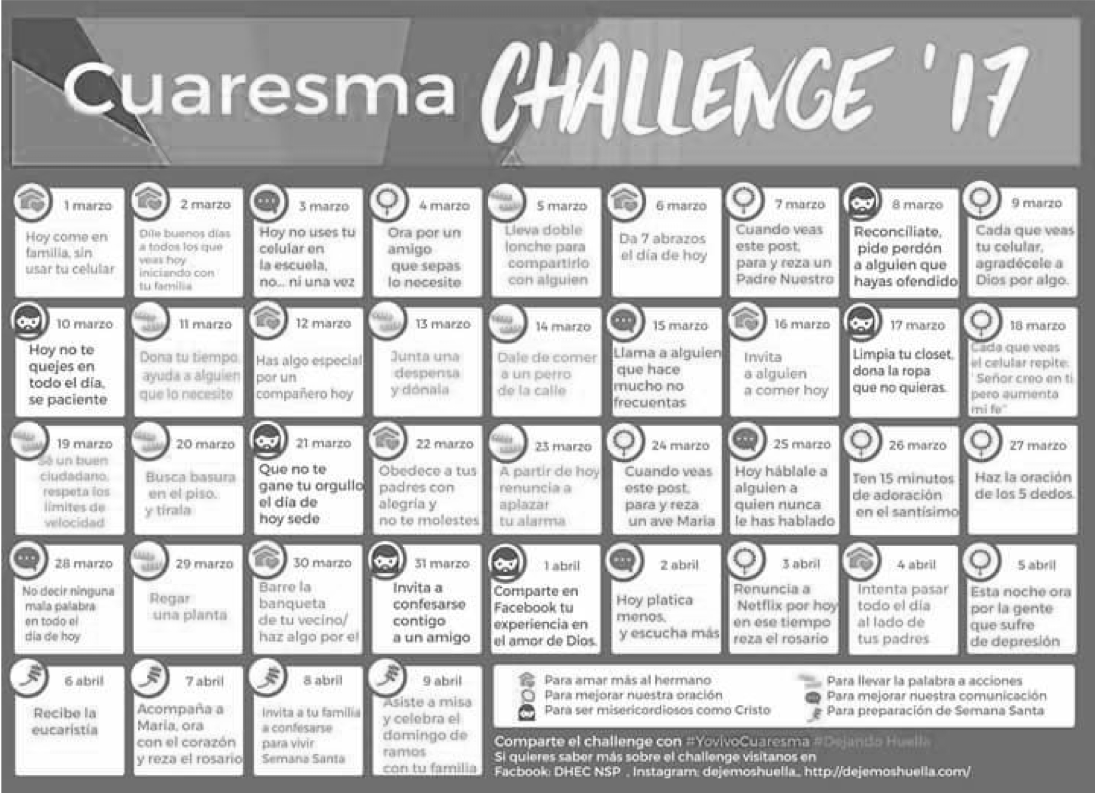 Cuaresma CHALLENGE '17
1 marzo
Hoy come en
familia, sin
usar tu celular
2 marzo
Dile buenos días
a todos los que
veas hoy
iniciando con
tu familia
3 marzo
Hoy no uses tu
celular en
la escuela,
no... ni una vez
4 marzo
Ora por un
amigo
que sepas
lo necesite
5 marzo
Lleva doble
lonche para
compartirlo
con alguien
6 marzo
Da 7 abrazos
el día de hoy
7 marzo
Cuando veas
este post,
para y reza un
Padre Nuestro
8 marzo
Reconcíliate,
pide perdón
a alguien que
hayas ofendido
9 marzo
Cada que veas
tu celular,
agradécele a
Dios por algo.
10 marzo
Hoy no te
quejes en
todo el día,
se paciente
11 marzo
Dona tu tiempo,
ayuda a alguien
que lo necesite
12 marzo
Has algo especial
por un
compañero hoy
13 marzo
Junta una
despensa
y dónala
14 marzo
Dale de comer
a un perro
de la calle
15 marzo
Llama a alguien
que hace
mucho no
frecuentas
16 marzo
Invita
a alguien
a comer hoy
17 marzo
Limpia tu closet,
dona la ropa
que no quieras.
18 marzo
Cada que veas
el celular repite:
" Señor creo en ti
pero aumenta
mi fe"
19 marzo
Sé un buen
ciudadano,
respeta los
límites de
velocidad
20 marzo
Busca basura
en el piso,
y tírala
21 marzo
Que no te
gane tu orgullo
el día de
hoy sede
22 marzo
Obedece a tus
padres con
alegría y
no te molestes
23 marzo
A partir de hoy
renuncia a
aplazar
tu alarma
24 marzo
Cuando veas
este post,
para y reza
un ave María
25 marzo
Hoy háblale a
alguien a
quien nunca
le has hablado
26 marzo
Ten 15 minutos
de adoración
en el santísimo
27 marzo
Haz la oración
de los 5 dedos.
28 marzo
No decir ninguna
mala palabra
en todo el
día de hoy
29 marzo
Regar
una planta
30 marzo
Barre la
banqueta
de tu vecino/
haz algo por el
31 marzo
Invita a
confesarse
contigo
a un amigo
1 abril
Comparte en
Facebook tu
experiencia en
el amor de Dios.
2 abril
Hoy platica
menos,
y escucha más
3 abril
Renuncia a
Netflix por hoy
en ese tiempo
reza el rosario
4 abril
Intenta pasar
todo el día
al lado de
tus padres
5 abril
Esta noche ora
por la gente
que sufre
de depresión
6 abril
Recibe la
eucaristía
7 abril
Acompaña a
María, ora
con el corazón
y reza el rosario
8 abril
Invita a tu familia
a confesarse
para vivir
Semana Santa
9 abril
Asiste a misa
y celebra el
domingo de
ramos
con tu familia
Para amar más al hermano
Para mejorar nuestra oración
Para ser misericordiosos como Cristo
Para llevar la palabra a acciones
Para mejorar nuestra comunicación
Para preparación de Semana Santa
Comparte el challenge con #YovivoCuaresma #Dejando Huella
Si quieres saber más sobre el challenge visítanos en
Facbook: DHEC NSP , Instagram: dejemoshuella_ http://dejemoshuella.com/